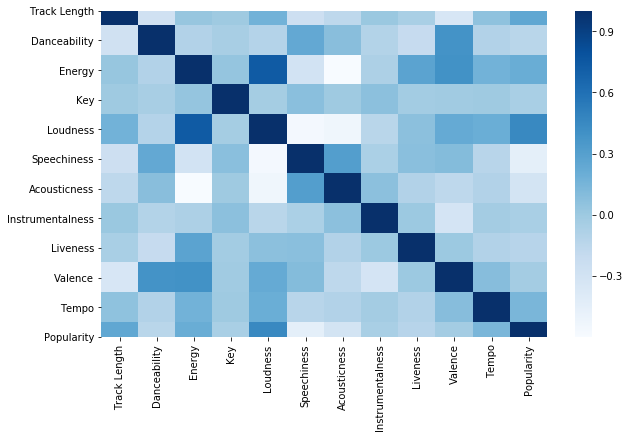 Track Length
Danceability
Energy
Key
Loudness
Speechiness
Acousticness
Instrumentalness
Liveness
Valence
Tempo
Popularity
Track Length
Danceability
Energy
Key
Loudness
Speechiness
Acousticness
Instrumentalness
Liveness
Valence
Tempo
Popularity
0.9
0.6
0.3
0.0
−0.3